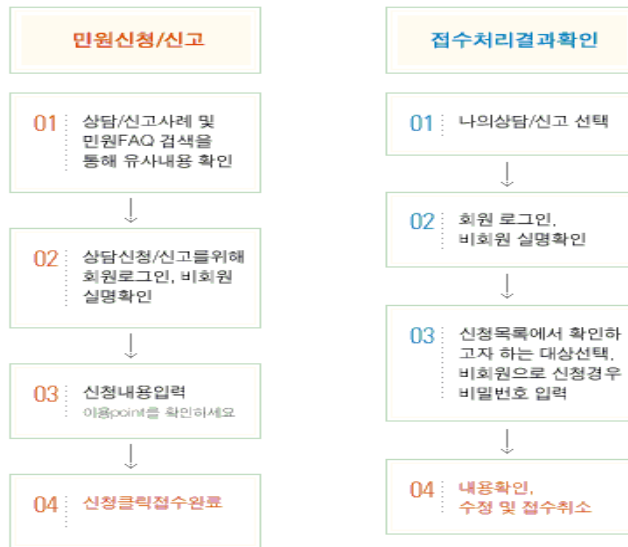 민원신청/신고
01 상담/신고사례 및
민원FAQ 검색을
통해 유사내용 확인
02 상담신청/신고를위해
회원로그인, 비회원
실명확인
03 신청내용입력
이용point를 확인하세요
04 신청클릭접수완료
접수처리결과확인
01 나의상담/신고 선택
02 회원 로그인,
비회원 실명확인
03 신청목록에서 확인하
고자 하는 대상선택,
비회원으로 신청경우
비밀번호 입력
04 내용확인,
수정 및 접수취소